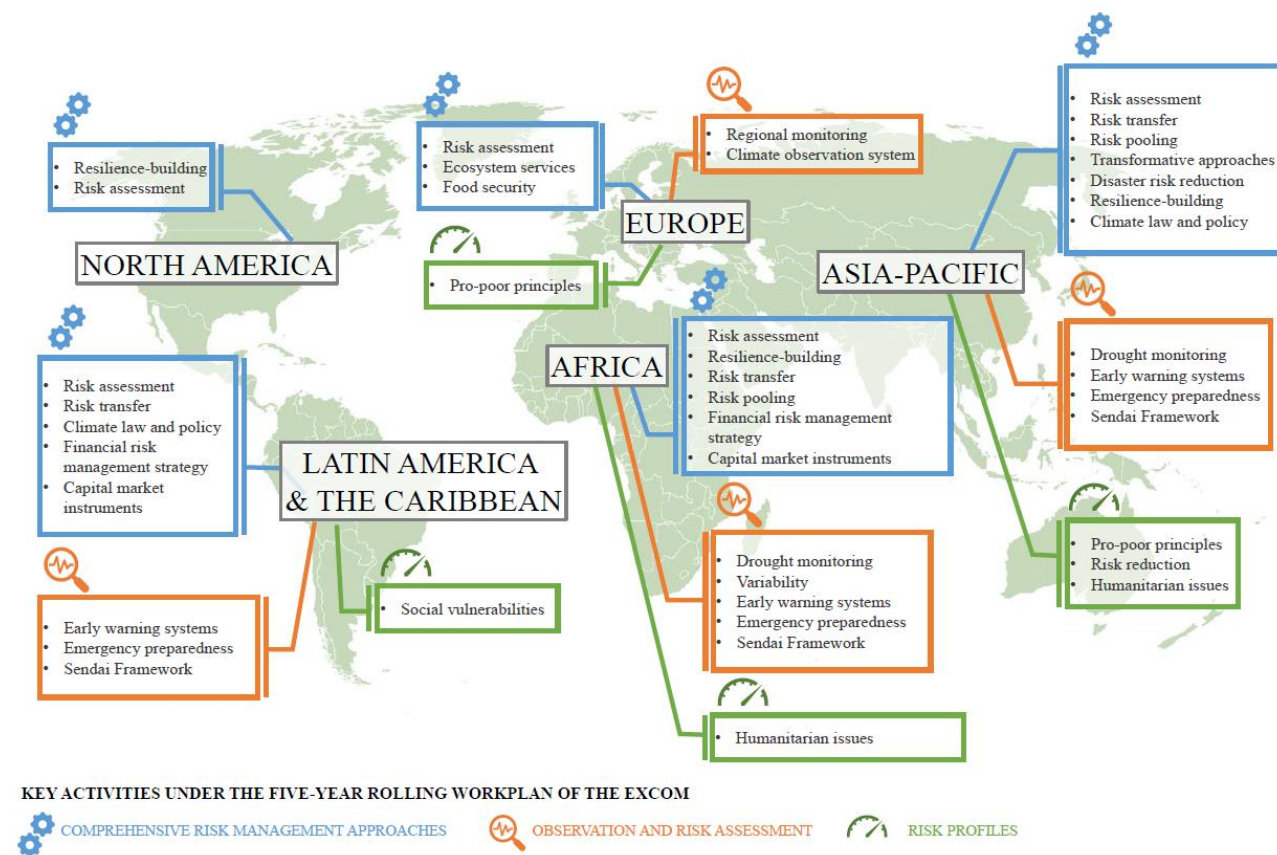 • Resilience-building
• Risk assessment
NORTH AMERICA
• Risk assessment
• Ecosystem services
• Food security
• Regional monitoring
• Climate observation system
EUROPE
• Pro-poor principles
• Risk assessment
• Risk transfer
• Risk pooling
• Transformative approaches
• Disaster risk reduction
• Resilience-building
• Climate law and policy
ASIA-PACIFIC
• Drought monitoring
• Early warning systems
• Emergency preparedness
• Sendai Framework
• Pro-poor principles
• Risk reduction
• Humanitarian issues
AFRICA
• Risk assessment
• Resilience-building
• Risk transfer
• Risk pooling
• Financial risk management
strategy
• Capital market instruments
• Drought monitoring
• Variability
• Early warning systems
• Emergency preparedness
• Sendai Framework
• Humanitarian issues
• Risk assessment
• Risk transfer
• Climate law and policy
• Financial risk
management strategy
• Capital market
instruments
LATIN AMERICA
& THE CARIBBEAN
• Early warning systems
• Emergency preparedness
• Sendai Framework
• Social vulnerabilities
KEY ACTIVITIES UNDER THE FIVE-YEAR ROLLING WORKPLAN OF THE EXCOM
COMPREHENSIVE RISK MANAGEMENT APPROACHES
OBSERVATION AND RISK ASSESSMENT
RISK PROFILES